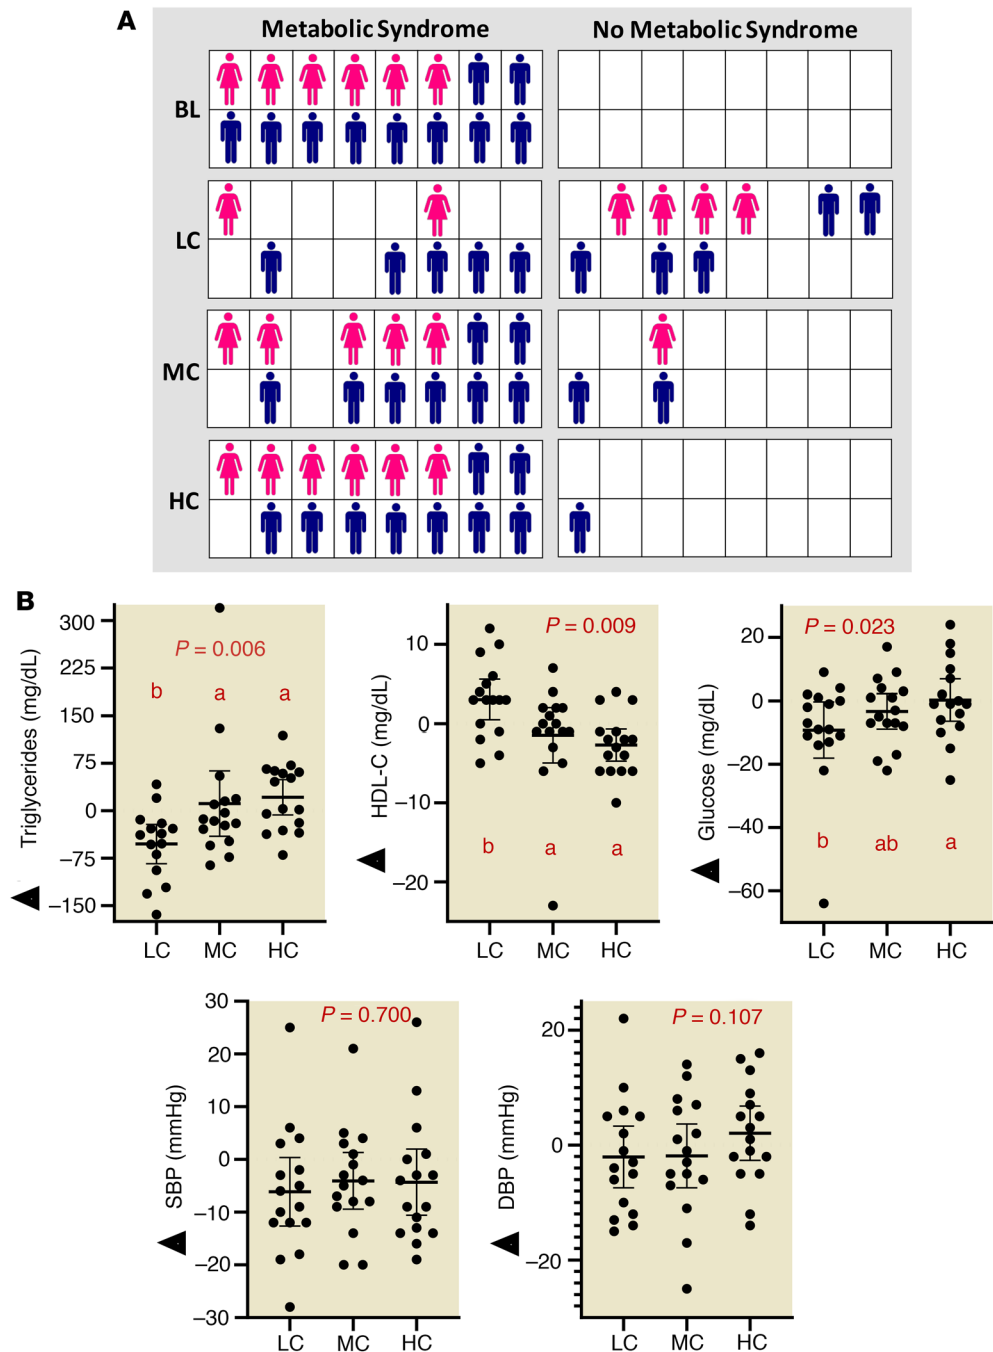 A
Metabolic Syndrome
No Metabolic Syndrome
BL
LC
MC
HC
B
Triglycerides (mg/dL)
300
225
150
75
0
−75
−150
P = 0.006
b
a
a
LC
MC
HC
HDL-C (mg/dL)
10
0
−10
−20
P = 0.009
b
a
a
LC
MC
HC
Glucose (mg/dL)
20
0
−20
−40
−60
P = 0.023
b
ab
a
LC
MC
HC
SBP (mmHg)
30
20
10
0
−10
−20
−30
P = 0.700
LC
MC
HC
DBP (mmHg)
20
0
−20
P = 0.107
LC
MC
HC